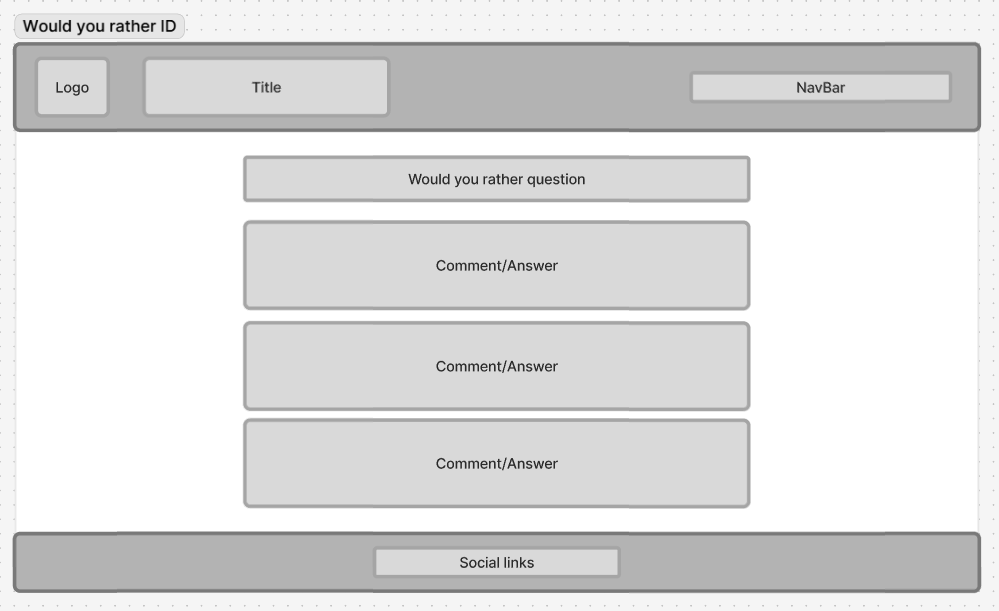 Would you rather ID
Logo
Title
NavBar
Would you rather question
Comment/Answer
Comment/Answer
Comment/Answer
Social links